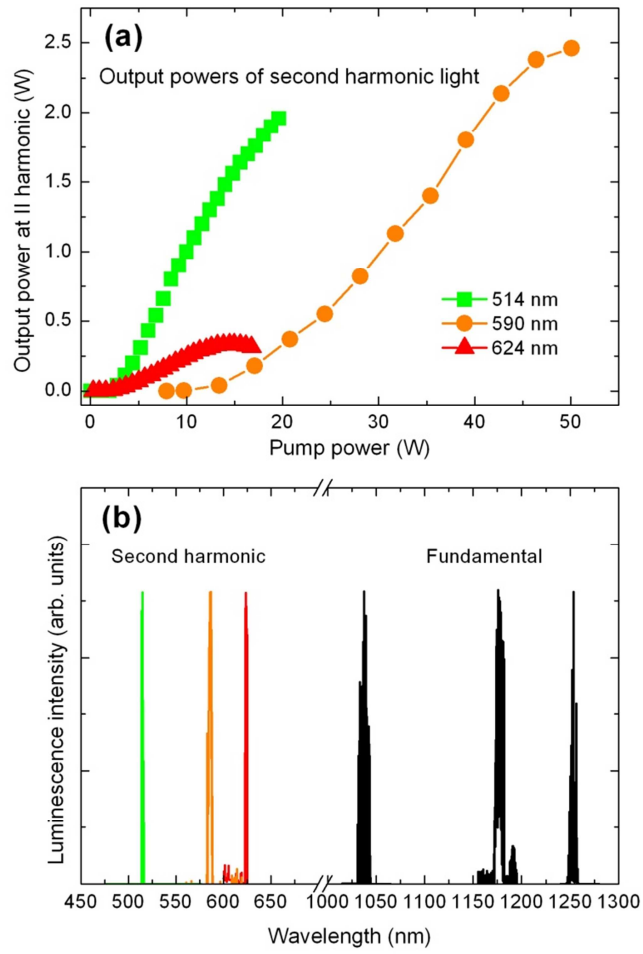 (a)
Output powers of second harmonic light
Output power at II harmonic (W)
2.5
2.0
1.5
1.0
0.5
0.0
514 nm
590 nm
624 nm
0 10 20 30 40 50
Pump power (W)
(b)
Second harmonic Fundamental
Luminescence intensity (arb. units)
450 500 550 600 650 1000 1050 1100 1150 1200 1250 1300
Wavelength (nm)